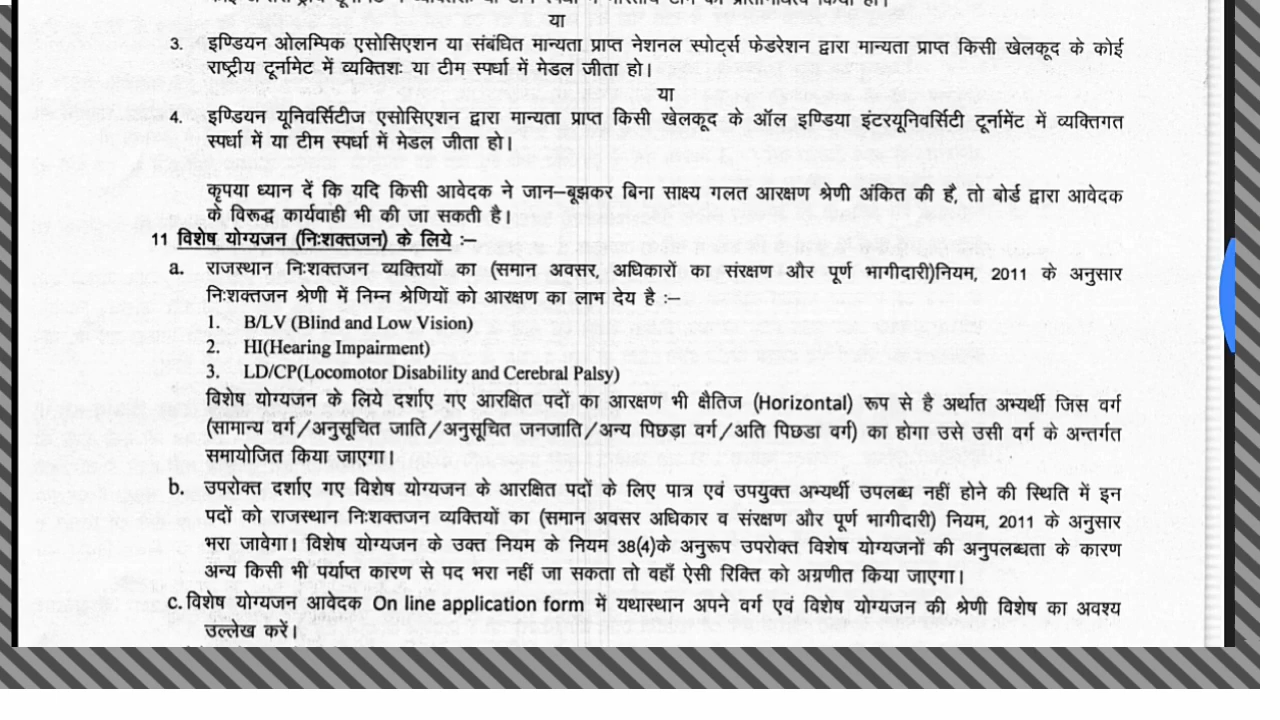 या
3. इण्डियन ओलम्पिक एसोसिएशन या संबंधित मान्यता प्राप्त नेशनल स्पोर्ट्स फेडरेशन द्वारा मान्यता प्राप्त किसी खेलकूद के कोई
राष्ट्रीय टूर्नामेंट में व्यक्तिशः या टीम स्पर्धा में मेडल जीता हो।
या
4. इण्डियन यूनिवर्सिटीज एसोसिएशन द्वारा मान्यता प्राप्त किसी खेलकूद के ऑल इण्डिया इंटरयूनिवर्सिटी टूर्नामेंट में व्यक्तिगत
स्पर्धा में या टीम स्पर्धा में मेडल जीता हो।
कृपया ध्यान दें कि यदि किसी आवेदक ने जान–बूझकर बिना साक्ष्य गलत आरक्षण श्रेणी अंकित की है, तो बोर्ड द्वारा आवेदक
के विरूद्ध कार्यवाही भी की जा सकती है।
11 विशेष योग्यजन (निःशक्तजन) के लिये :–
a. राजस्थान निःशक्तजन व्यक्तियों का (समान अवसर, अधिकारों का संरक्षण और पूर्ण भागीदारी)नियम, 2011 के अनुसार
निःशक्तजन श्रेणी में निम्न श्रेणियों को आरक्षण का लाभ देय है :–
1. B/LV(Blind and Low Vision)
2. HI(Hearing Impairment)
3. LD/CP(Locomotor Disability and Cerebral Palsy)
विशेष योग्यजन के लिये दर्शाए गए आरक्षित पदों का आरक्षण भी क्षैतिज (Horizontal) रूप से है अर्थात अभ्यर्थी जिस वर्ग
(सामान्य वर्ग/अनुसूचित जाति/अनुसूचित जनजाति/अन्य पिछडा वर्ग/अति पिछडा वर्ग) का होगा उसे उसी वर्ग के अन्तर्गत
समायोजित किया जाएगा।
b. उपरोक्त दर्शाए गए विशेष योग्यजन के आरक्षित पदों के लिए पात्र एवं उपयुक्त अभ्यर्थी उपलब्ध नहीं होने की स्थिति में इन
पदों को राजस्थान निःशक्तजन व्यक्तियों का (समान अवसर अधिकार व संरक्षण और पूर्ण भागीदारी) नियम, 2011 के अनुसार
भरा जावेगा। विशेष योग्यजन के उक्त नियम के नियम 38(4)के अनुरूप उपरोक्त विशेष योग्यजनों की अनुपलब्धता के कारण
अन्य किसी भी पर्याप्त कारण से पद भरा नहीं जा सकता तो वहाँ ऐसी रिक्ति को अग्रणीत किया जाएगा।
c. विशेष योग्यजन आवेदक On line application form में यथास्थान अपने वर्ग एवं विशेष योग्यजन की श्रेणी विशेष का अवश्य
उल्लेख करें।